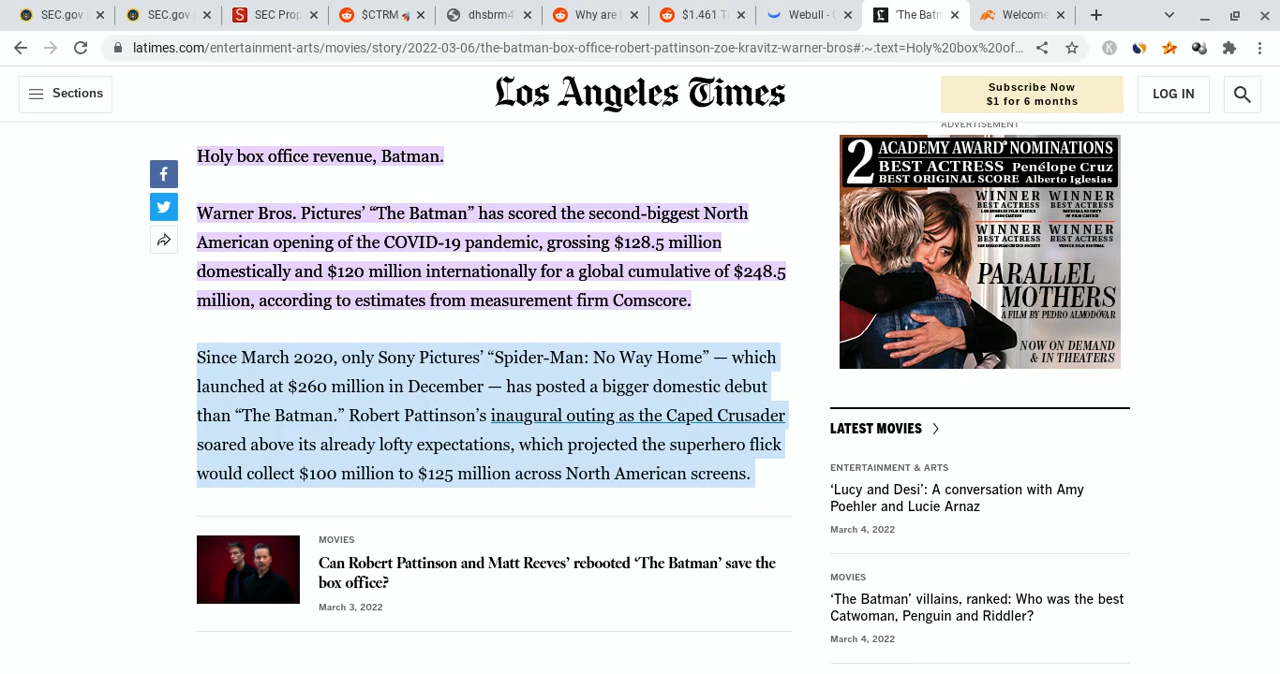 SEC.gov
SEC.gov
SEC Prop
$CTRM
dhsbrm4
Why are
$1.461 T
Webull -
'The Batm
Welcome
latimes.com/entertainment-arts/movies/story/2022-03-06/the-batman-box-office-robert-pattinson-zoe-kravitz-warner-bros#:~:text=Holy%20box%20of...
Sections
Los Angeles Times
Subscribe Now
$1 for 6 months
LOG IN
Holy box office revenue, Batman.
Warner Bros. Pictures’ “The Batman” has scored the second-biggest North
American opening of the COVID-19 pandemic, grossing $128.5 million
domestically and $120 million internationally for a global cumulative of $248.5
million, according to estimates from measurement firm Comscore.
Since March 2020, only Sony Pictures’ “Spider-Man: No Way Home” — which
launched at $260 million in December — has posted a bigger domestic debut
than “The Batman.” Robert Pattinson’s inaugural outing as the Caped Crusader
soared above its already lofty expectations, which projected the superhero flick
would collect $100 million to $125 million across North American screens.
MOVIES
Can Robert Pattinson and Matt Reeves’ rebooted ‘The Batman’ save the
box office?
March 3, 2022
ADVERTISEMENT
2 ACADEMY AWARD® NOMINATIONS
BEST ACTRESS Penélope Cruz
BEST ORIGINAL SCORE Alberto Iglesias
WINNER WINNER
BEST ACTRESS BEST ACTRESS
WINNER WINNER
BEST ACTRESS BEST ACTRESS
PARALLEL
MOTHERS
A FILM BY PEDRO ALMODÓVAR
NOW ON DEMAND
& IN THEATERS
LATEST MOVIES
ENTERTAINMENT & ARTS
‘Lucy and Desi’: A conversation with Amy
Poehler and Lucie Arnaz
March 4, 2022
MOVIES
‘The Batman’ villains, ranked: Who was the best
Catwoman, Penguin and Riddler?
March 4, 2022